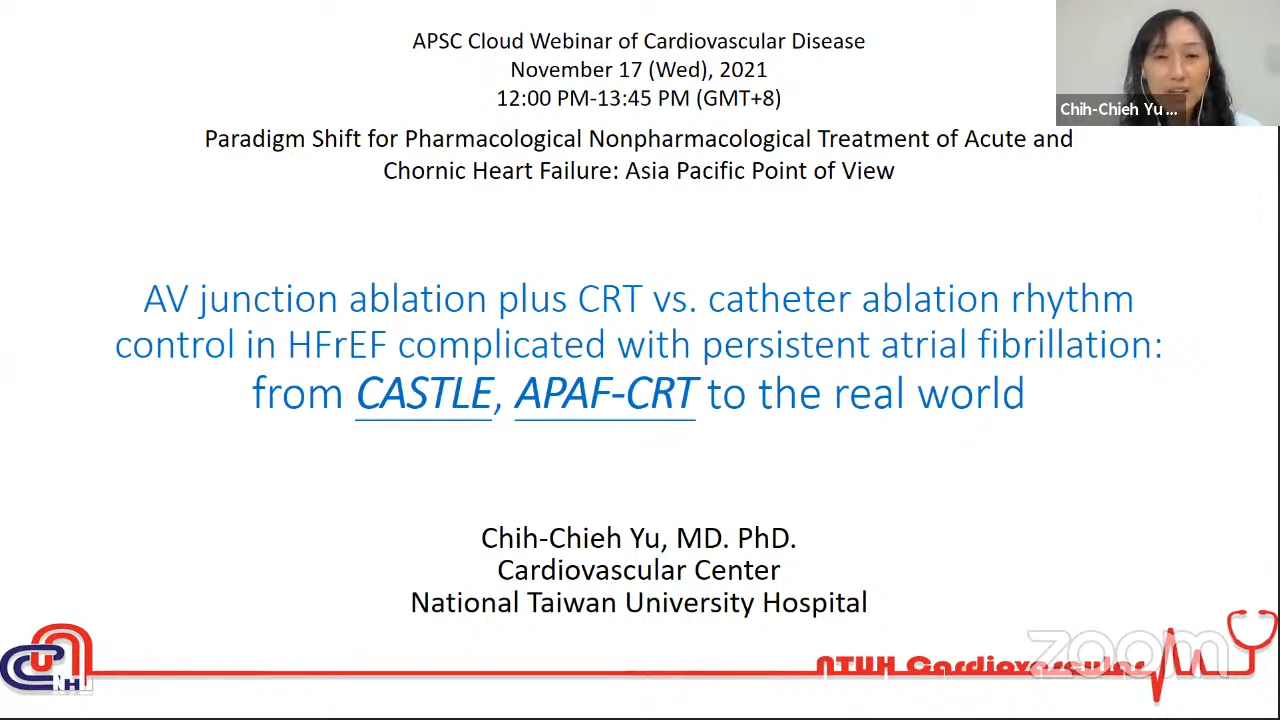 APSC Cloud Webinar of Cardiovascular Disease
November 17 (Wed), 2021
12:00 PM-13:45 PM (GMT+8)
Chih-Chieh Yu ...
Paradigm Shift for Pharmacological Nonpharmacological Treatment of Acute and
Chornic Heart Failure: Asia Pacific Point of View
AV junction ablation plus CRT vs. catheter ablation rhythm
control in HFrEF complicated with persistent atrial fibrillation:
from CASTLE, APAF-CRT to the real world
Chih-Chieh Yu, MD. PhD.
Cardiovascular Center
National Taiwan University Hospital
zoom
NTUH Cardiovascular
NH